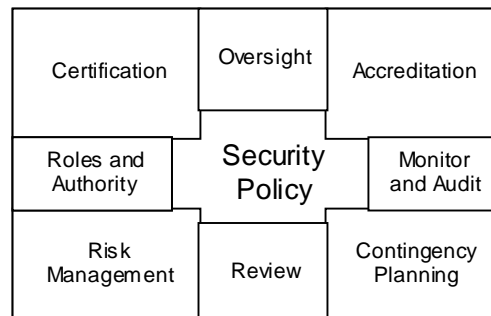 Certification
Oversight
Accreditation
Roles and
Authority
Security
Policy
Monitor
and Audit
Risk
Management
Review
Contingency
Planning